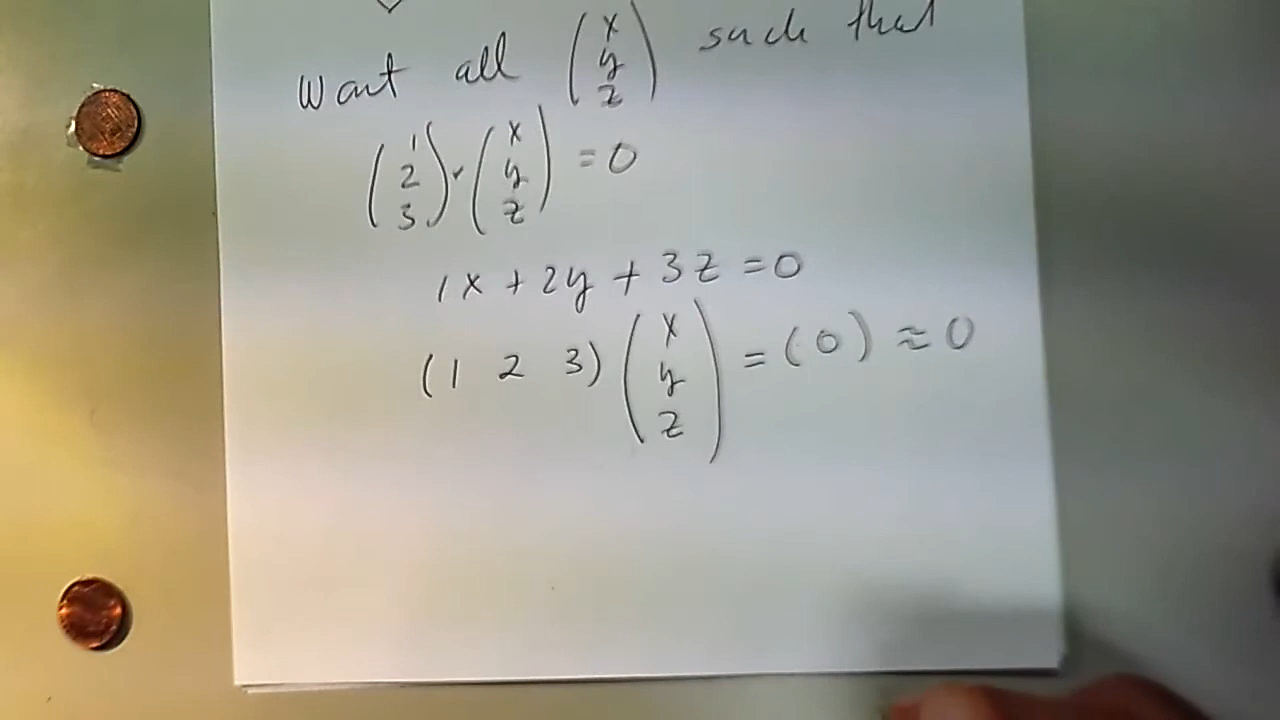 Want all (x y z) such that
(1 2 3) · (x y z) = 0
1x + 2y + 3z = 0
(1 2 3) (x y z) = (0) ≈ 0